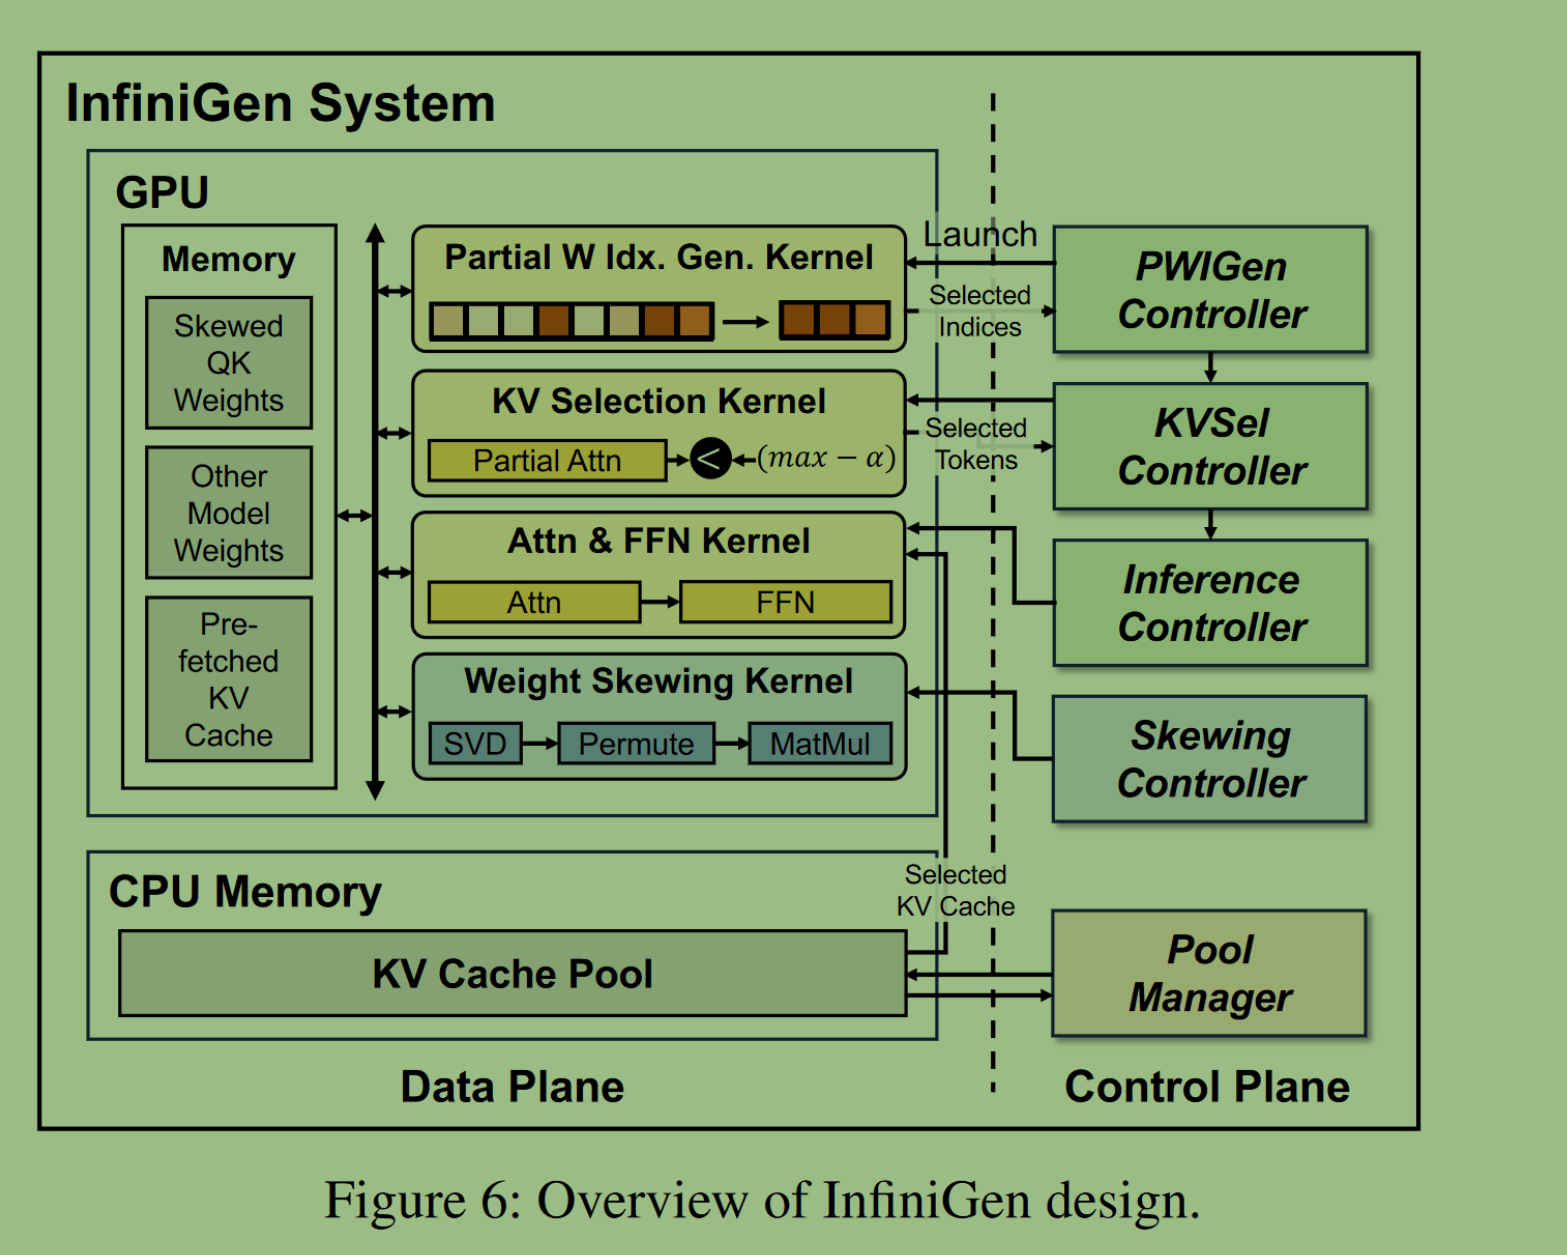 InfiniGen System
GPU
Memory
Skewed
QK
Weights
Other
Model
Weights
Pre-
fetched
KV
Cache
Partial W Idx. Gen. Kernel
KV Selection Kernel
Partial Attn
<
(max − α)
Attn & FFN Kernel
Attn
FFN
Weight Skewing Kernel
SVD
Permute
MatMul
Launch
Selected
Indices
Selected
Tokens
PWIGen
Controller
KVSel
Controller
Inference
Controller
Skewing
Controller
CPU Memory
KV Cache Pool
Selected
KV Cache
Pool
Manager
Data Plane
Control Plane
Figure 6: Overview of InfiniGen design.